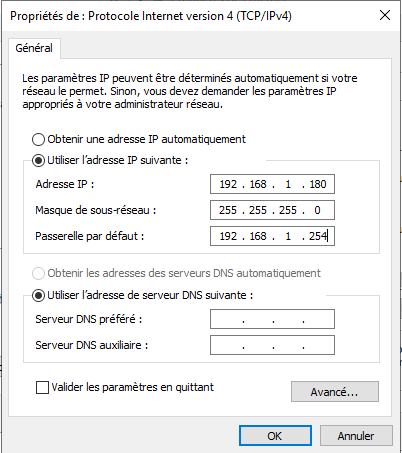 Propriétés de : Protocole Internet version 4 (TCP/IPv4)
Général
Les paramètres IP peuvent être déterminés automatiquement si votre
réseau le permet. Sinon, vous devez demander les paramètres IP
appropriés à votre administrateur réseau.
Obtenir une adresse IP automatiquement
Utiliser l'adresse IP suivante :
Adresse IP : 192 . 168 . 1 . 180
Masque de sous-réseau : 255 . 255 . 255 . 0
Passerelle par défaut : 192 . 168 . 1 . 254
Obtenir les adresses des serveurs DNS automatiquement
Utiliser l'adresse de serveur DNS suivante :
Serveur DNS préféré : . . .
Serveur DNS auxiliaire : . . .
Valider les paramètres en quittant
Avancé...
OK Annuler